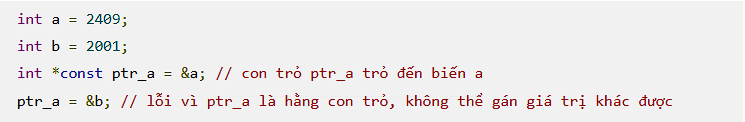 int a = 2409;
int b = 2001;
int *const ptr_a = &a; // con trỏ ptr_a trỏ đến biến a
ptr_a = &b; // lỗi vì ptr_a là hằng con trỏ, không thể gán giá trị khác được